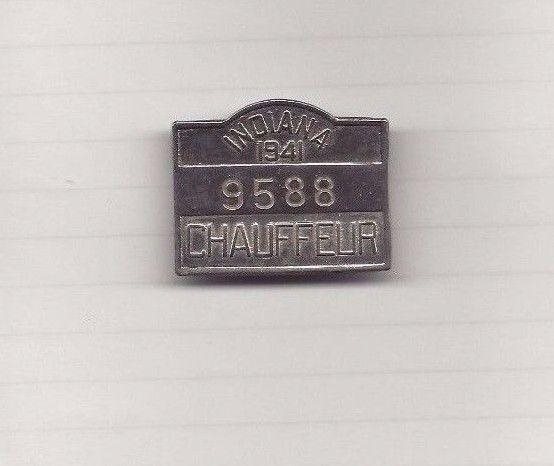 INDIANA
1941
9588
CHAUFFEUR